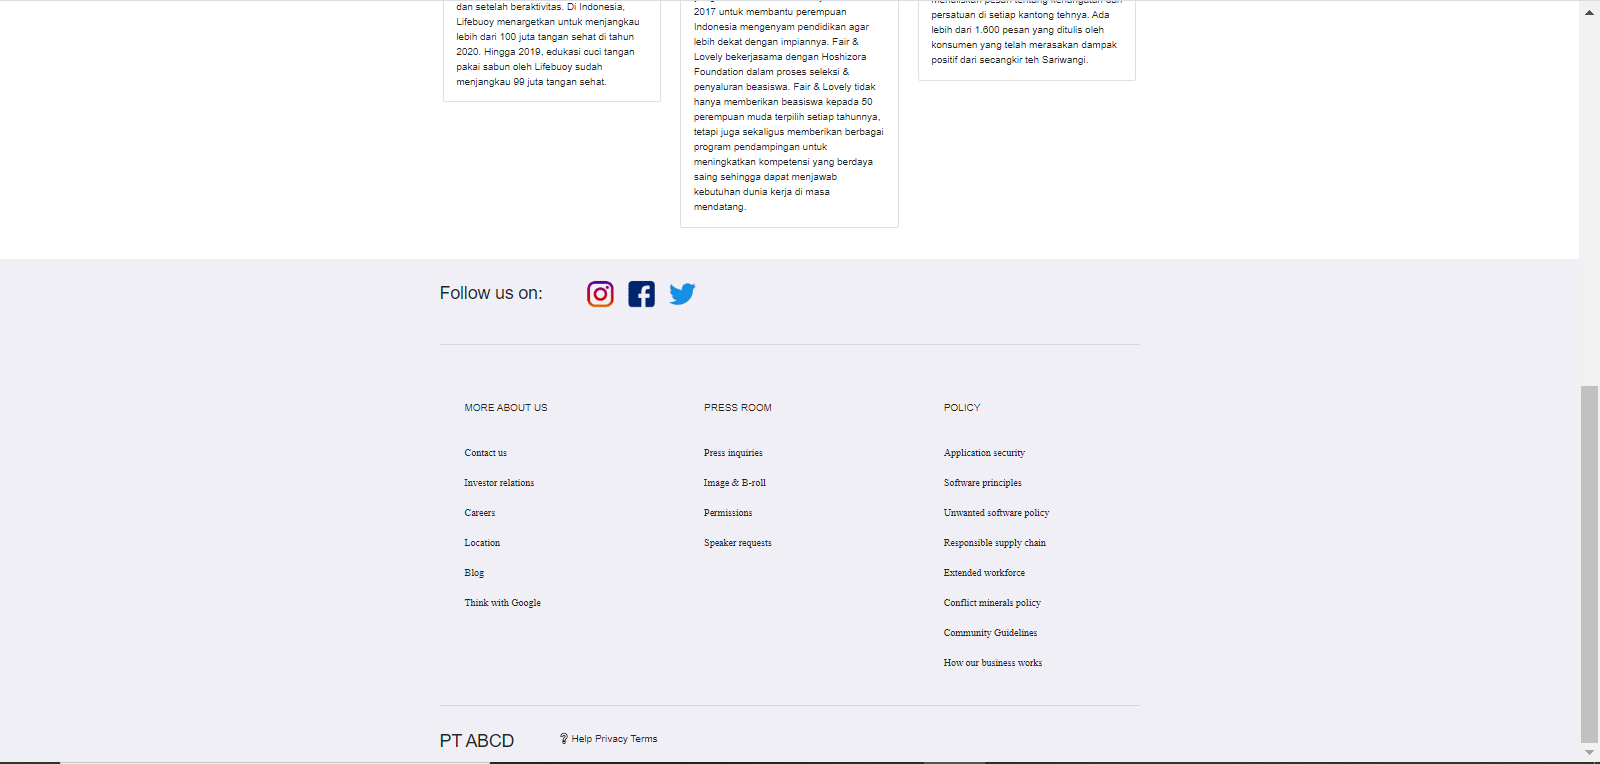 dan setelah beraktivitas. Di Indonesia,
Lifebuoy menargetkan untuk menjangkau
lebih dari 100 juta tangan sehat di tahun
2020. Hingga 2019, edukasi cuci tangan
pakai sabun oleh Lifebuoy sudah
menjangkau 99 juta tangan sehat.
2017 untuk membantu perempuan
Indonesia mengenyam pendidikan agar
lebih dekat dengan impiannya. Fair &
Lovely bekerjasama dengan Hoshizora
Foundation dalam proses seleksi &
penyaluran beasiswa. Fair & Lovely tidak
hanya memberikan beasiswa kepada 50
perempuan muda terpilih setiap tahunnya,
tetapi juga sekaligus memberikan berbagai
program pendampingan untuk
meningkatkan kompetensi yang berdaya
saing sehingga dapat menjawab
kebutuhan dunia kerja di masa
mendatang.
menuliskan pesan tentang kehangatan dan
persatuan di setiap kantong tehnya. Ada
lebih dari 1.600 pesan yang ditulis oleh
konsumen yang telah merasakan dampak
positif dari secangkir teh Sariwangi.
Follow us on:
MORE ABOUT US
Contact us
Investor relations
Careers
Location
Blog
Think with Google
PRESS ROOM
Press inquiries
Image & B-roll
Permissions
Speaker requests
POLICY
Application security
Software principles
Unwanted software policy
Responsible supply chain
Extended workforce
Conflict minerals policy
Community Guidelines
How our business works
PT ABCD
Help Privacy Terms